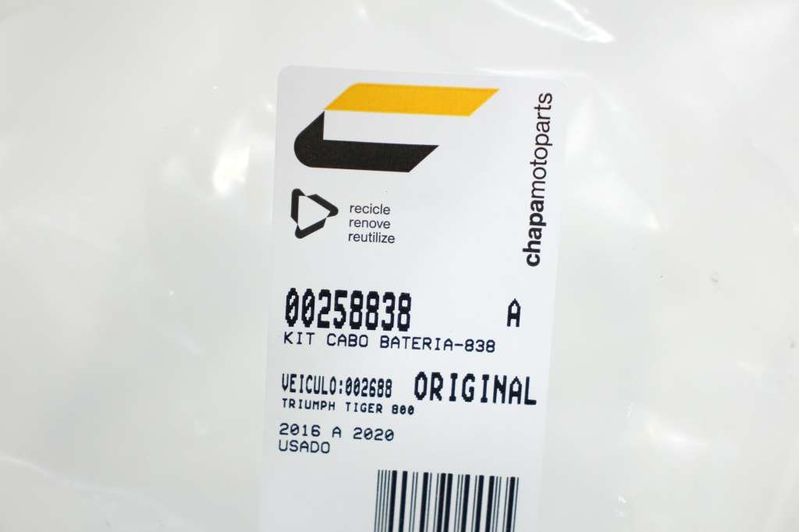 chapamotoparts
recicle
renove
reutilize
00258838 A
KIT CABO BATERIA-838
VEICULO:002688 ORIGINAL
TRIUMPH TIGER 800
2016 A 2020
USADO